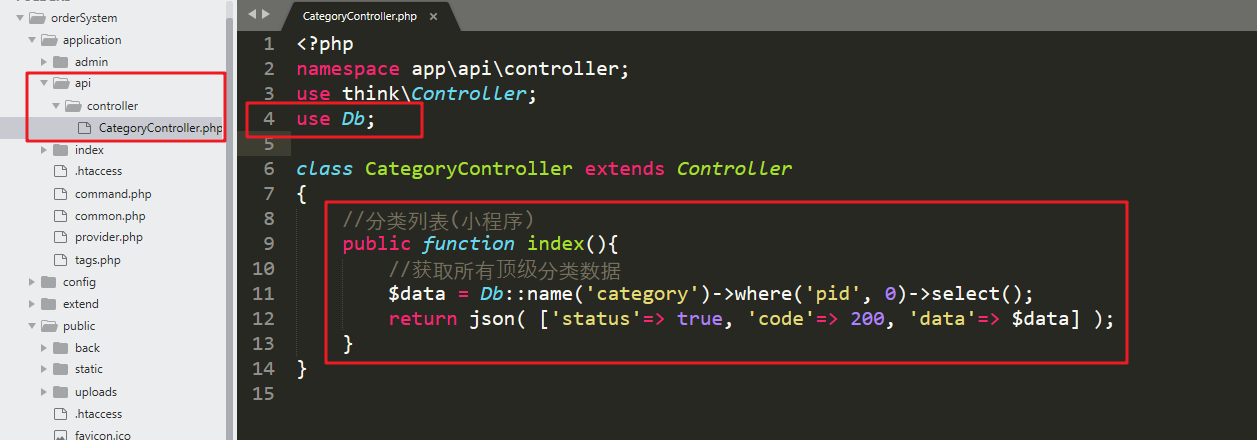 orderSystem
application
admin
api
controller
CategoryController.php
index
.htaccess
command.php
common.php
provider.php
tags.php
config
extend
public
back
static
uploads
.htaccess
favicon.ico
CategoryController.php ×
1 <?php
2 namespace app\api\controller;
3 use think\Controller;
4 use Db;
5
6 class CategoryController extends Controller
7 {
8 //分类列表(小程序)
9 public function index(){
10 //获取所有顶级分类数据
11 $data = Db::name('category')->where('pid', 0)->select();
12 return json( ['status'=> true, 'code'=> 200, 'data'=> $data] );
13 }
14 }
15